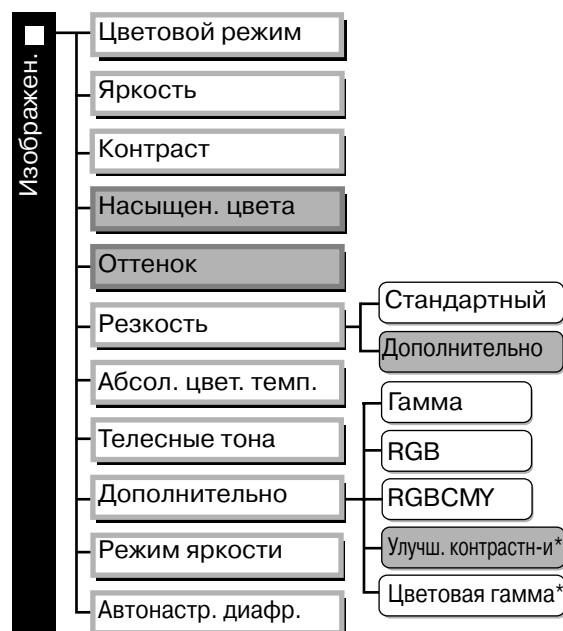 Изображен.
Цветовой режим
Яркость
Контраст
Насыщен. цвета
Оттенок
Резкость
Стандартный
Дополнительно
Абсол. цвет. темп.
Телесные тона
Дополнительно
Гамма
RGB
RGBCMY
Улучш. контрастн-и*
Цветовая гамма*
Режим яркости
Автонастр. диафр.